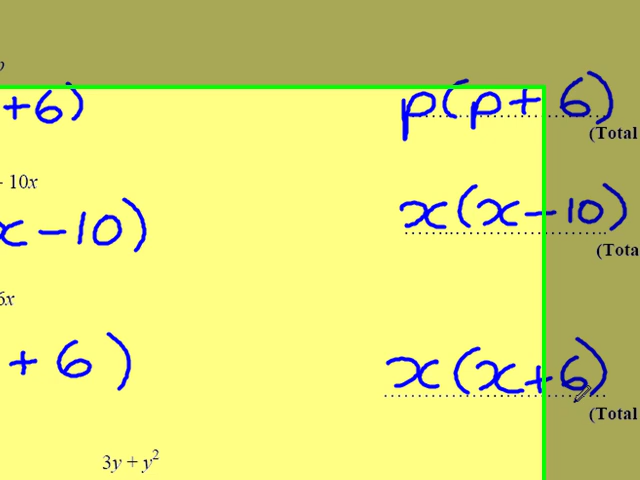 p
+6) p(p+6)
(Total
- 10x
x-10) x(x-10)
(Tota
6x
+ 6) x(x+6)
(Total
3y + y²